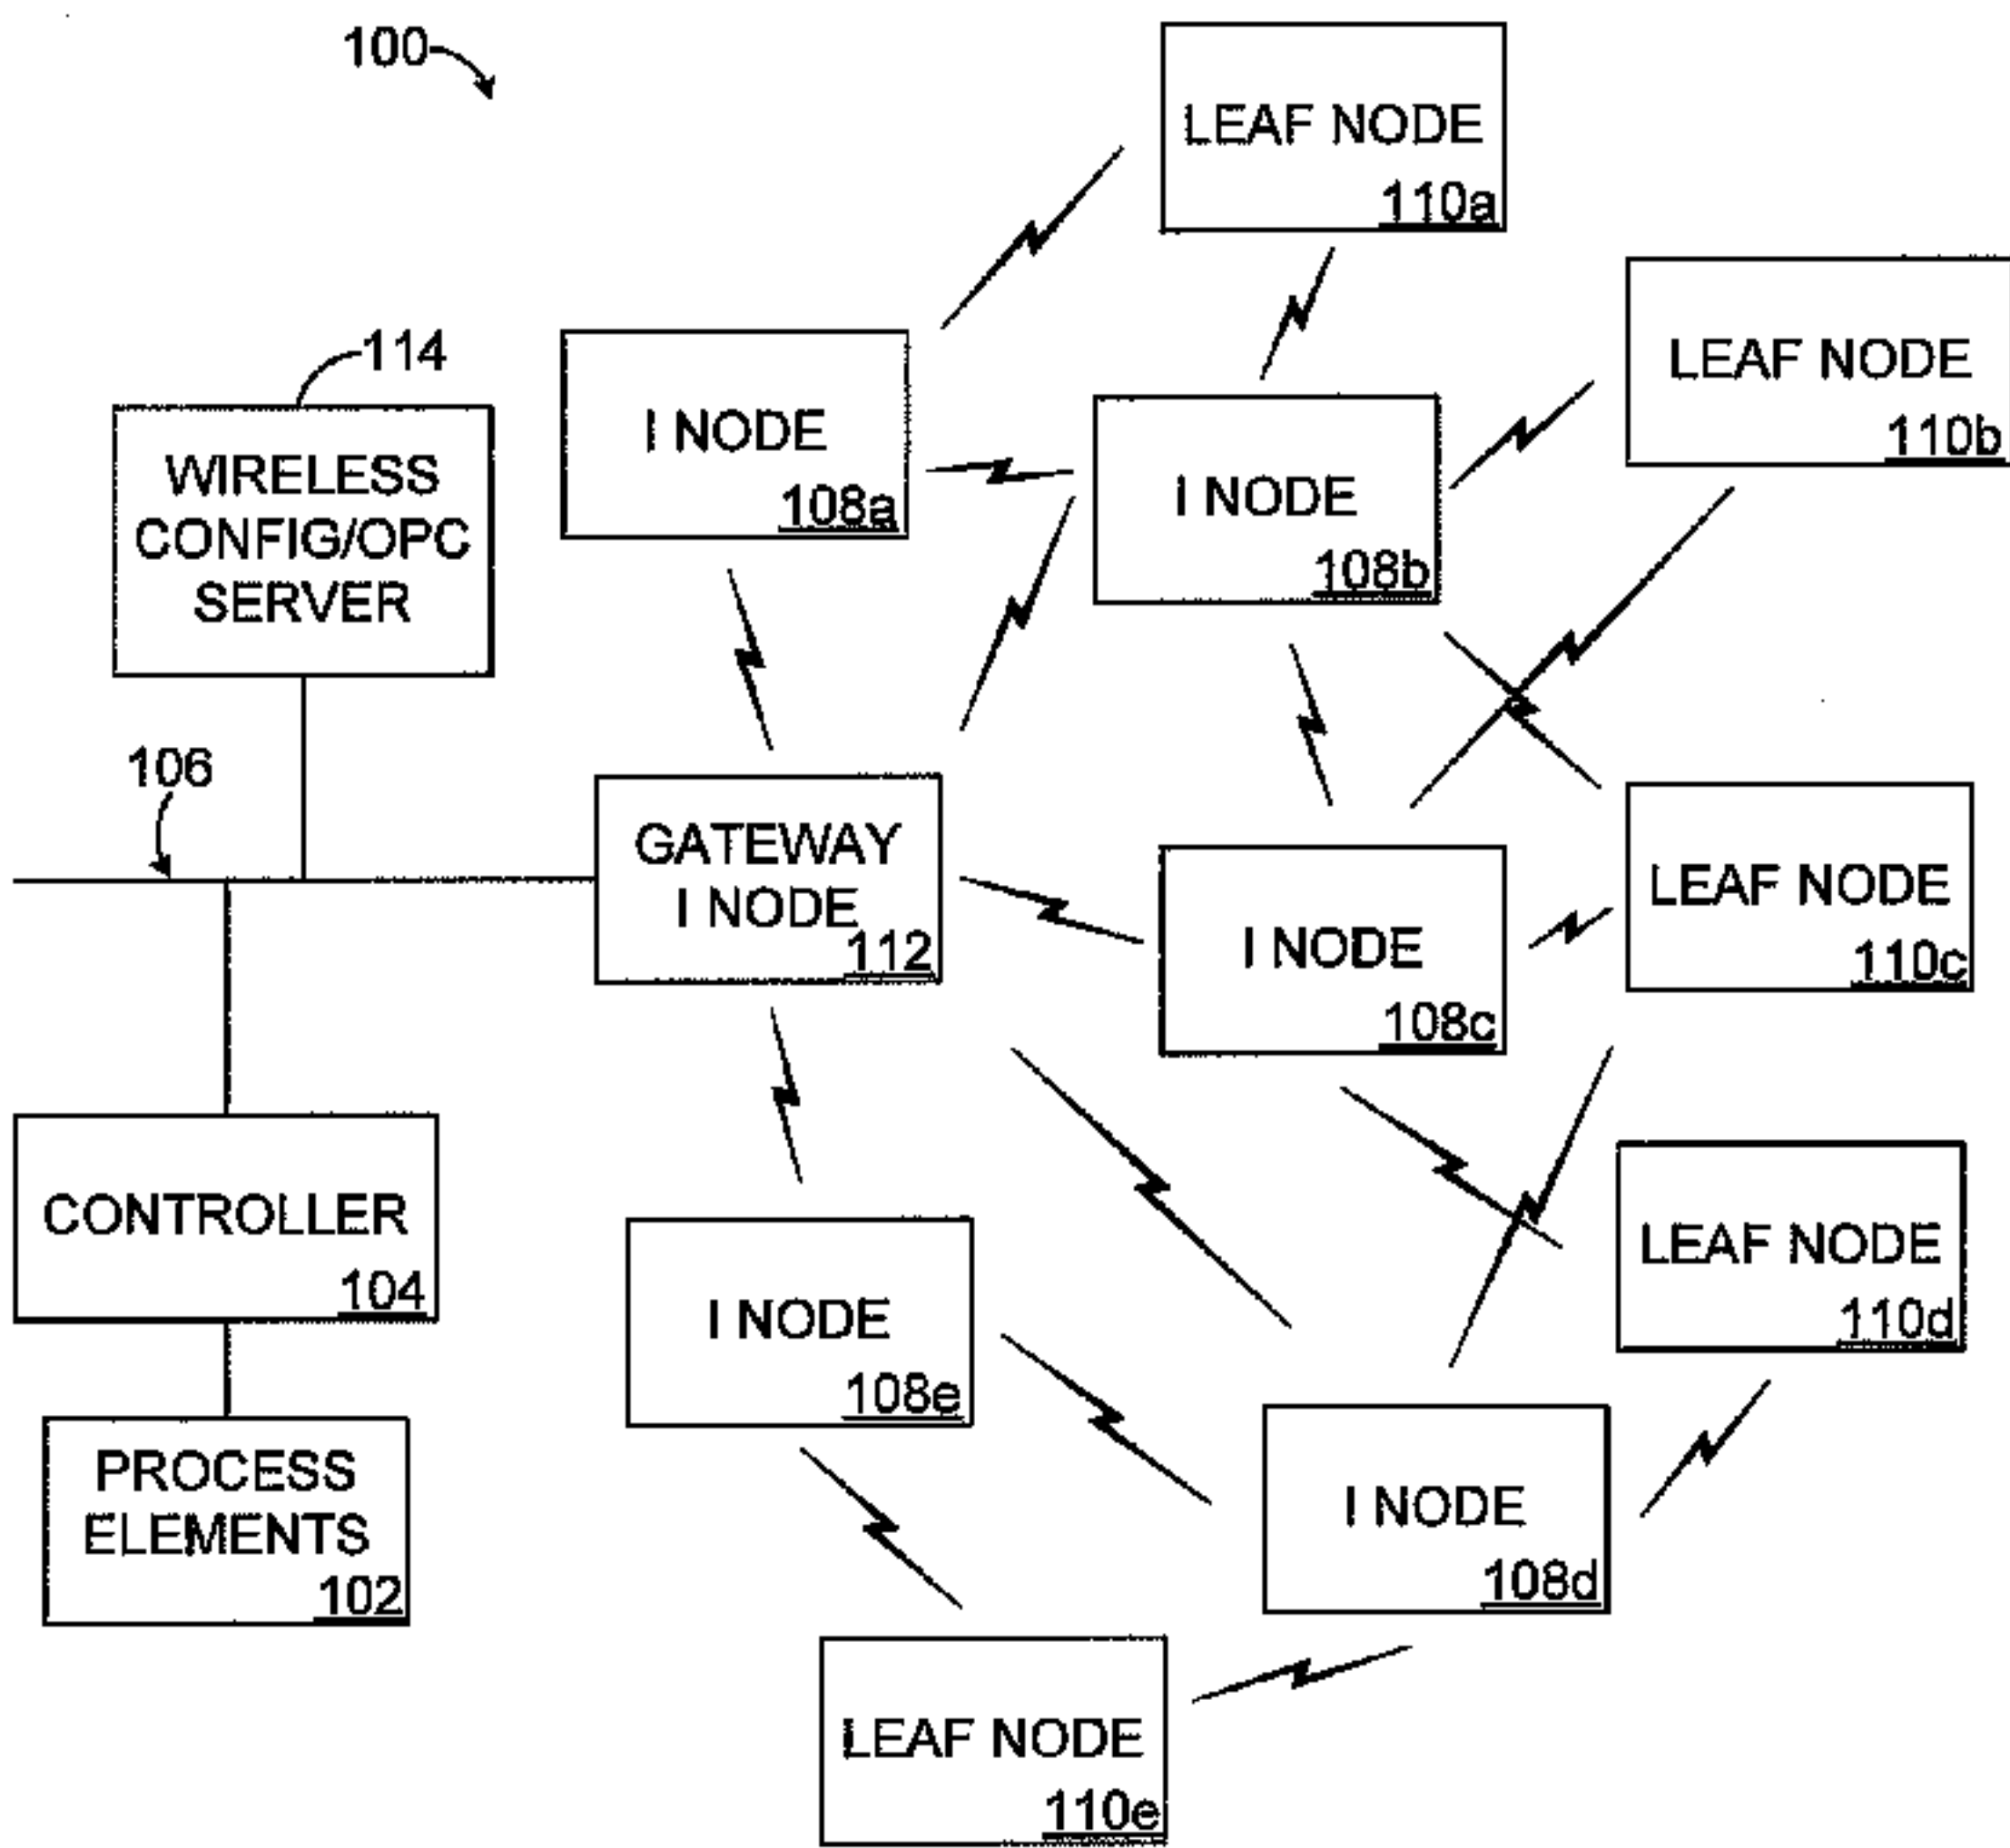 100
LEAF NODE
110a
114
WIRELESS
CONFIG/OPC
SERVER
I NODE
108a
I NODE
108b
LEAF NODE
110b
106
GATEWAY
I NODE
112
I NODE
108c
LEAF NODE
110c
CONTROLLER
104
I NODE
108e
LEAF NODE
110d
PROCESS
ELEMENTS
102
I NODE
108d
LEAF NODE
110e